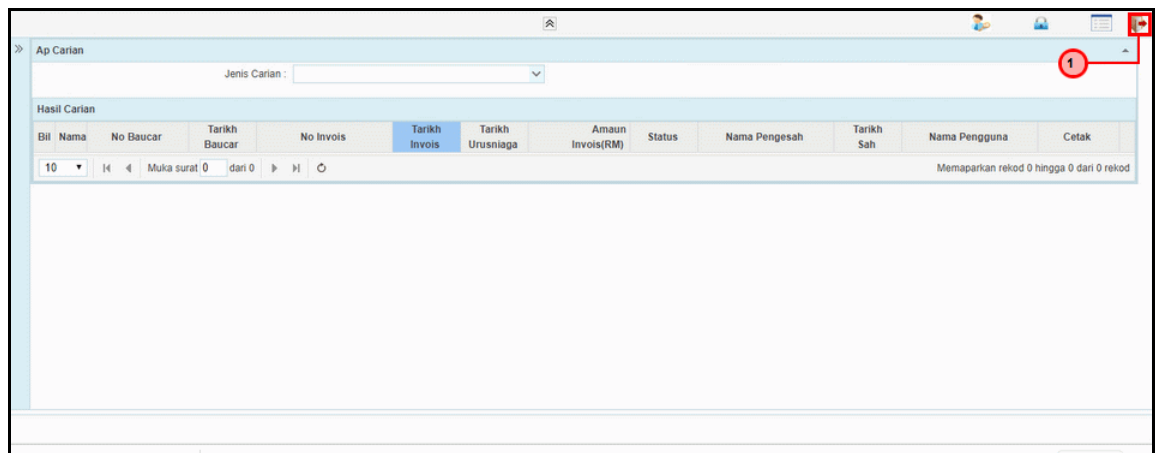 1
Ap Carian
Jenis Carian :
Hasil Carian
Bil Nama No Baucar Tarikh Baucar No Invois Tarikh Invois Tarikh Urusniaga Amaun Invois(RM) Status Nama Pengesah Tarikh Sah Nama Pengguna Cetak
10 Muka surat 0 dari 0 Memaparkan rekod 0 hingga 0 dari 0 rekod